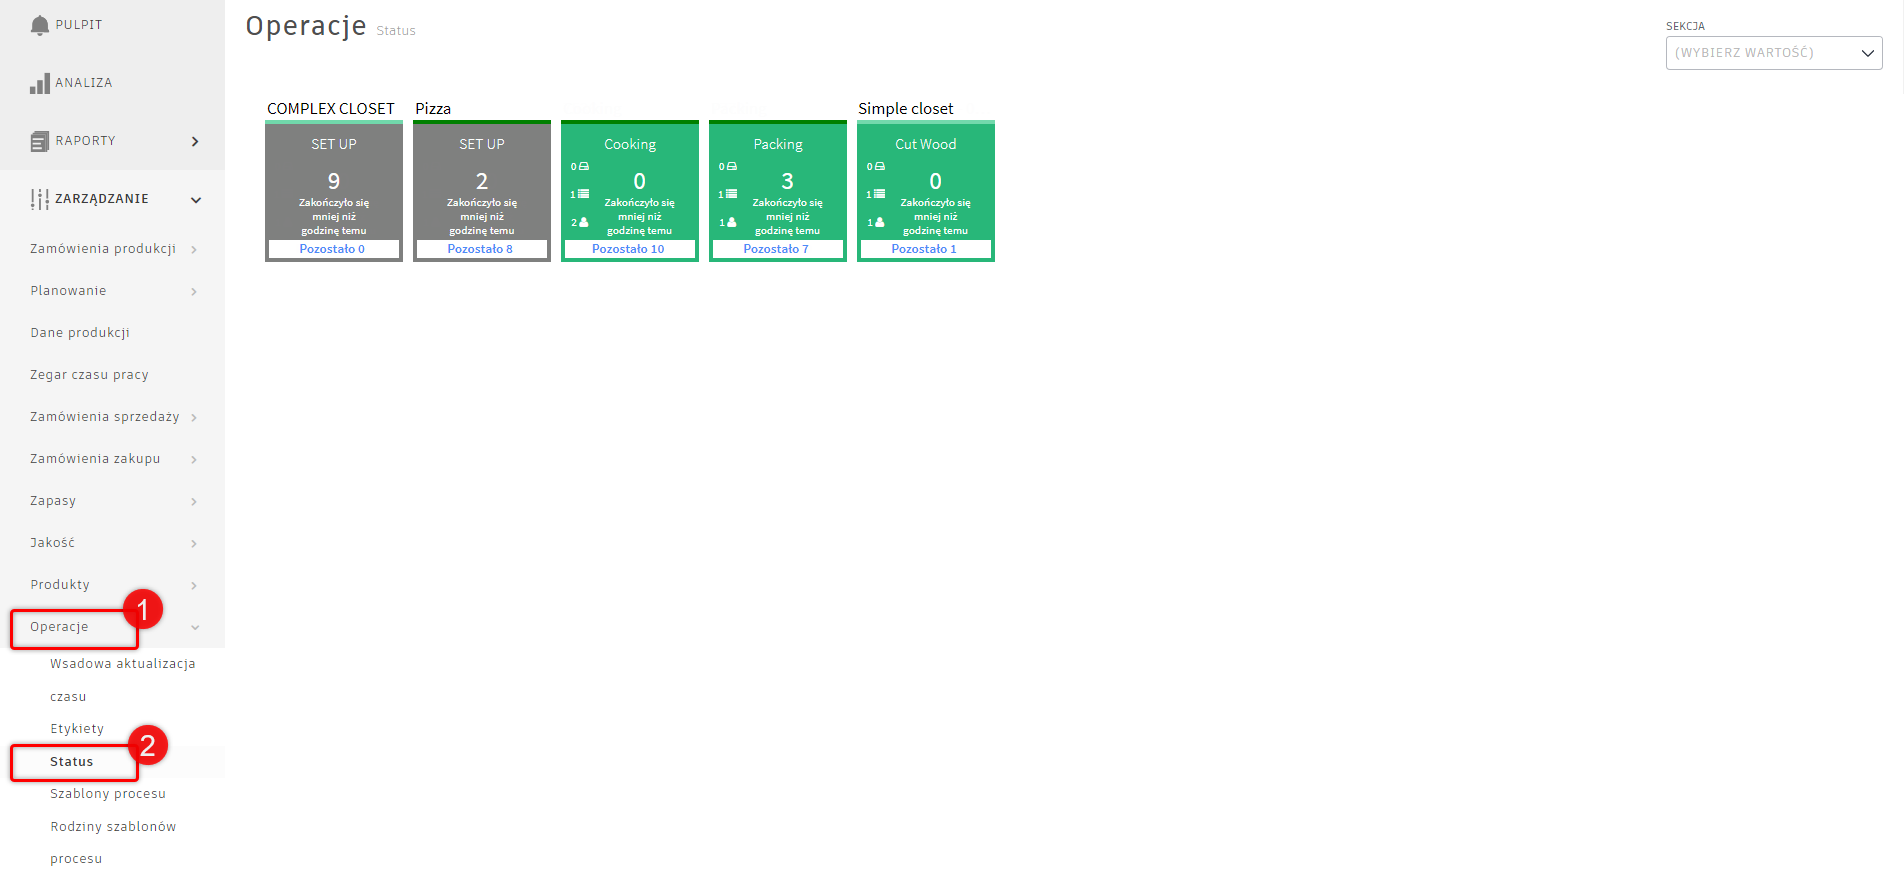 PULPIT
ANALIZA
RAPORTY
ZARZĄDZANIE
Zamówienia produkcji
Planowanie
Dane produkcji
Zegar czasu pracy
Zamówienia sprzedaży
Zamówienia zakupu
Zapasy
Jakość
Produkty
1
Operacje
Wsadowa aktualizacja
czasu
Etykiety
2
Status
Szablony procesu
Rodziny szablonów
procesu
Operacje Status
SEKCJA
(WYBIERZ WARTOŚĆ)
COMPLEX CLOSET
SET UP
9
Zakończyło się
mniej niż
godzinę temu
Pozostało 0
Pizza
SET UP
2
Zakończyło się
mniej niż
godzinę temu
Pozostało 8
Cooking
0
1
2
0
Zakończyło się
mniej niż
godzinę temu
Pozostało 10
Packing
0
1
1
3
Zakończyło się
mniej niż
godzinę temu
Pozostało 7
Simple closet
Cut Wood
0
1
1
0
Zakończyło się
mniej niż
godzinę temu
Pozostało 1